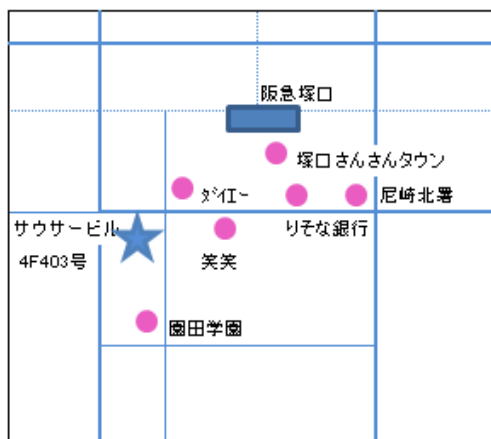 阪急塚口
塚口さんさんタウン
ダイエー
尼崎北署
サウサービル
りそな銀行
4F403号
笑笑
園田学園